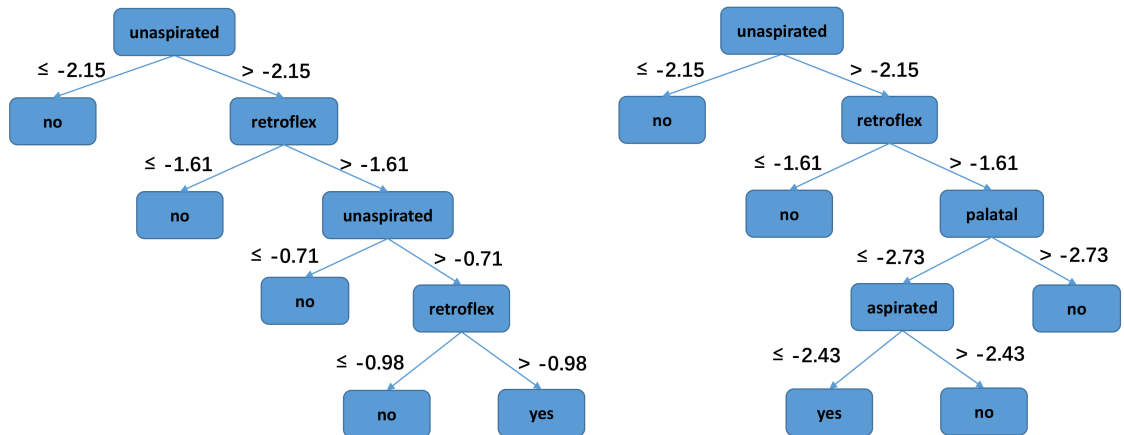 unaspirated
≤ -2.15
> -2.15
no
retroflex
≤ -1.61
> -1.61
no
unaspirated
≤ -0.71
> -0.71
no
retroflex
≤ -0.98
> -0.98
no
yes
unaspirated
≤ -2.15
> -2.15
no
retroflex
≤ -1.61
> -1.61
no
palatal
≤ -2.73
> -2.73
aspirated
no
≤ -2.43
> -2.43
yes
no